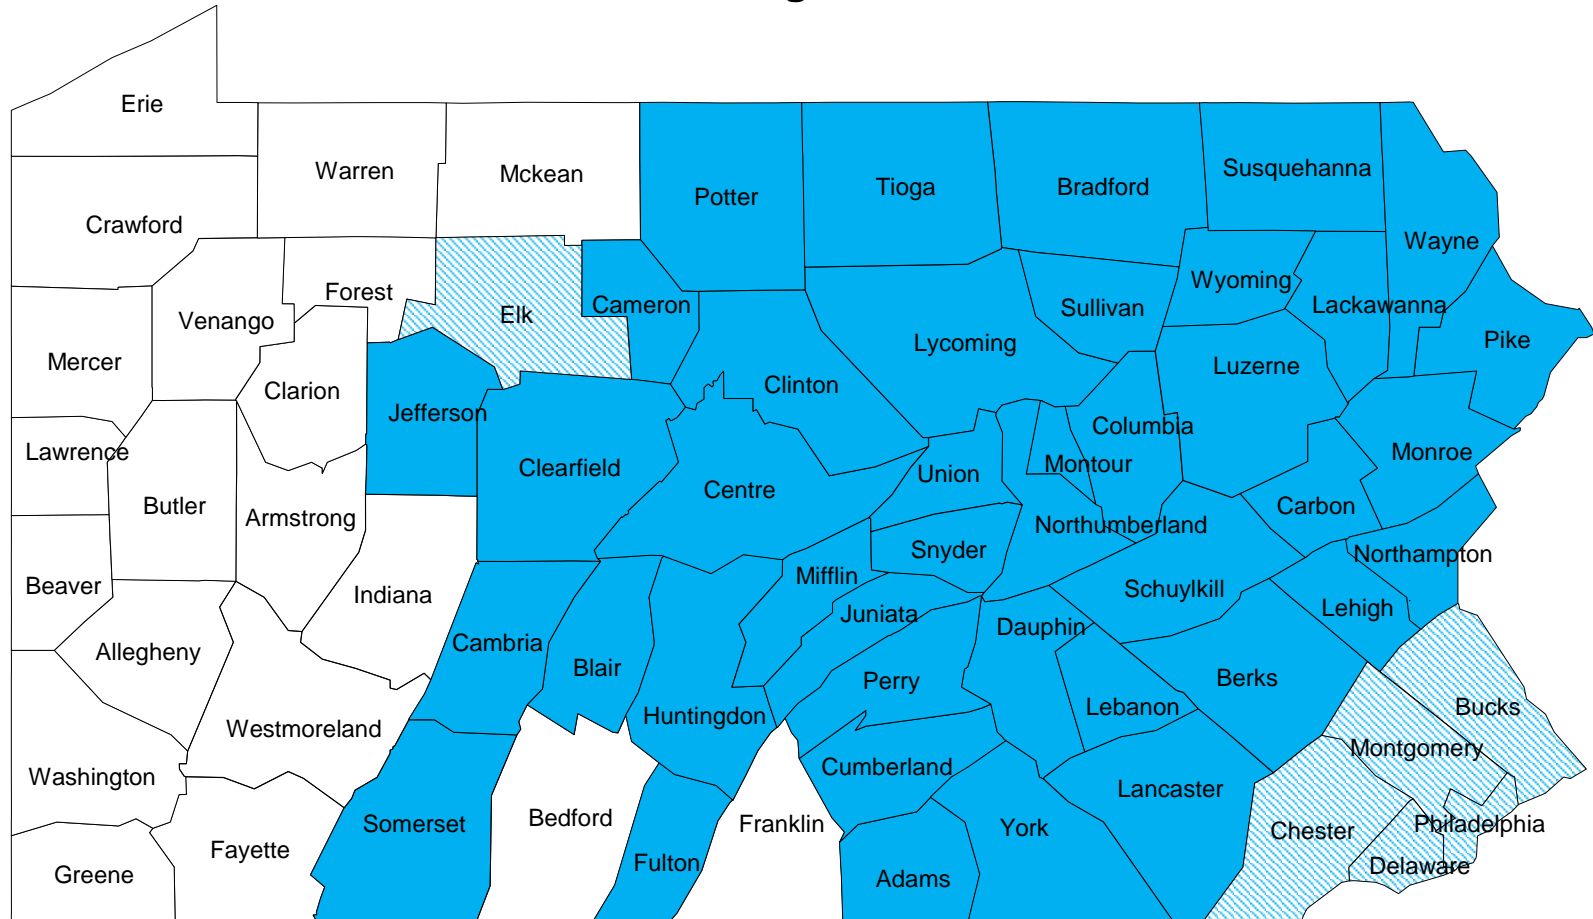 Erie
Warren
Mckean
Potter
Tioga
Bradford
Susquehanna
Crawford
Wayne
Forest
Elk
Cameron
Wyoming
Lackawanna
Sullivan
Venango
Lycoming
Pike
Mercer
Luzerne
Clarion
Clinton
Jefferson
Columbia
Lawrence
Clearfield
Montour
Monroe
Union
Centre
Butler
Armstrong
Carbon
Northumberland
Snyder
Northampton
Beaver
Mifflin
Indiana
Schuylkill
Lehigh
Juniata
Dauphin
Cambria
Allegheny
Blair
Perry
Berks
Lebanon
Bucks
Huntingdon
Westmoreland
Montgomery
Cumberland
Washington
Lancaster
Bedford
Somerset
Franklin
York
Chester
Philadelphia
Fayette
Fulton
Delaware
Greene
Adams